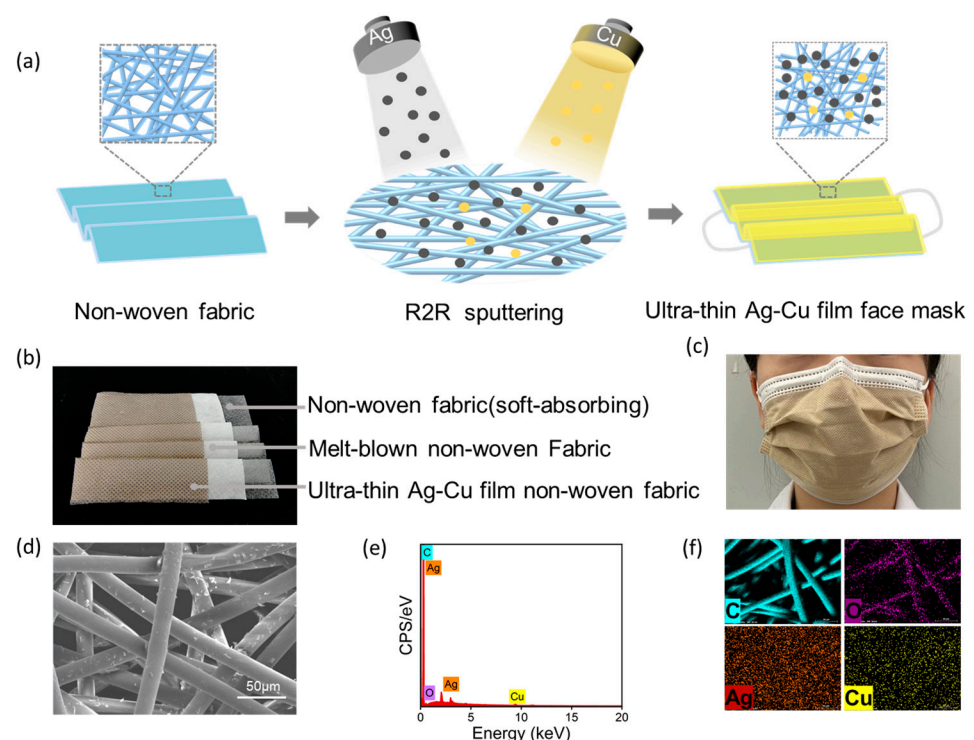 (a)
Ag
Cu
Non-woven fabric
R2R sputtering
Ultra-thin Ag-Cu film face mask
(b)
Non-woven fabric(soft-absorbing)
Melt-blown non-woven Fabric
Ultra-thin Ag-Cu film non-woven fabric
(c)
(d)
50µm
(e)
CPS/eV
C
Ag
O
Ag
Cu
0
5
10
15
20
Energy (keV)
(f)
C
O
Ag
Cu